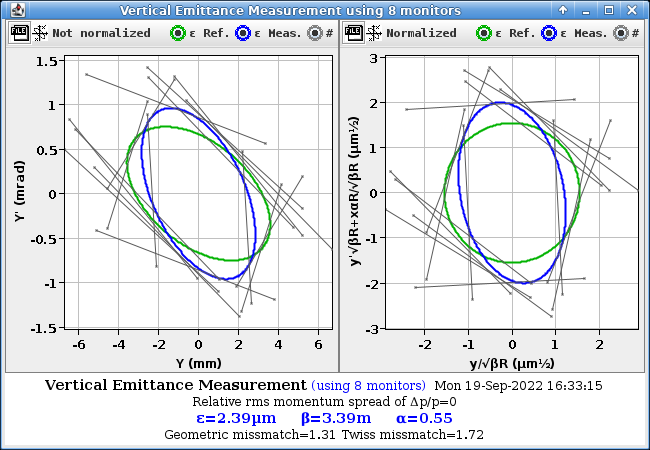 Vertical Emittance Measurement using 8 monitors
FILE Not normalized ε Ref. ε Meas. #
FILE Normalized ε Ref. ε Meas. #
1.5
1
0.5
0
-0.5
-1
-1.5
Y' (mrad)
-6 -4 -2 0 2 4 6
Y (mm)
3
2
1
0
-1
-2
-3
y'√βR+xαR/√βR (µm½)
-2 -1 0 1 2
y/√βR (µm½)
Vertical Emittance Measurement (using 8 monitors) Mon 19-Sep-2022 16:33:15
Relative rms momentum spread of Δp/p=0
ε=2.39µm β=3.39m α=0.55
Geometric missmatch=1.31 Twiss missmatch=1.72